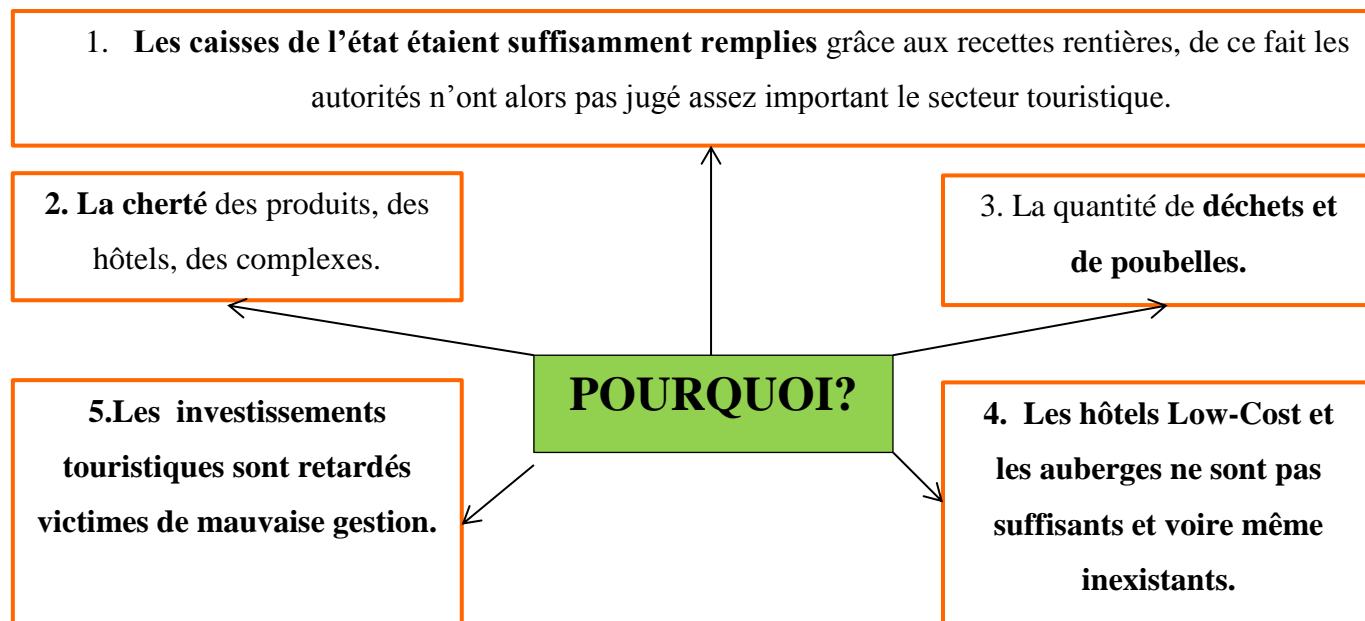 1. Les caisses de l’état étaient suffisamment remplies grâce aux recettes rentières, de ce fait les
autorités n’ont alors pas jugé assez important le secteur touristique.
2. La cherté des produits, des
hôtels, des complexes.
3. La quantité de déchets et
de poubelles.
POURQUOI?
5.Les investissements
touristiques sont retardés
victimes de mauvaise gestion.
4. Les hôtels Low-Cost et
les auberges ne sont pas
suffisants et voire même
inexistants.